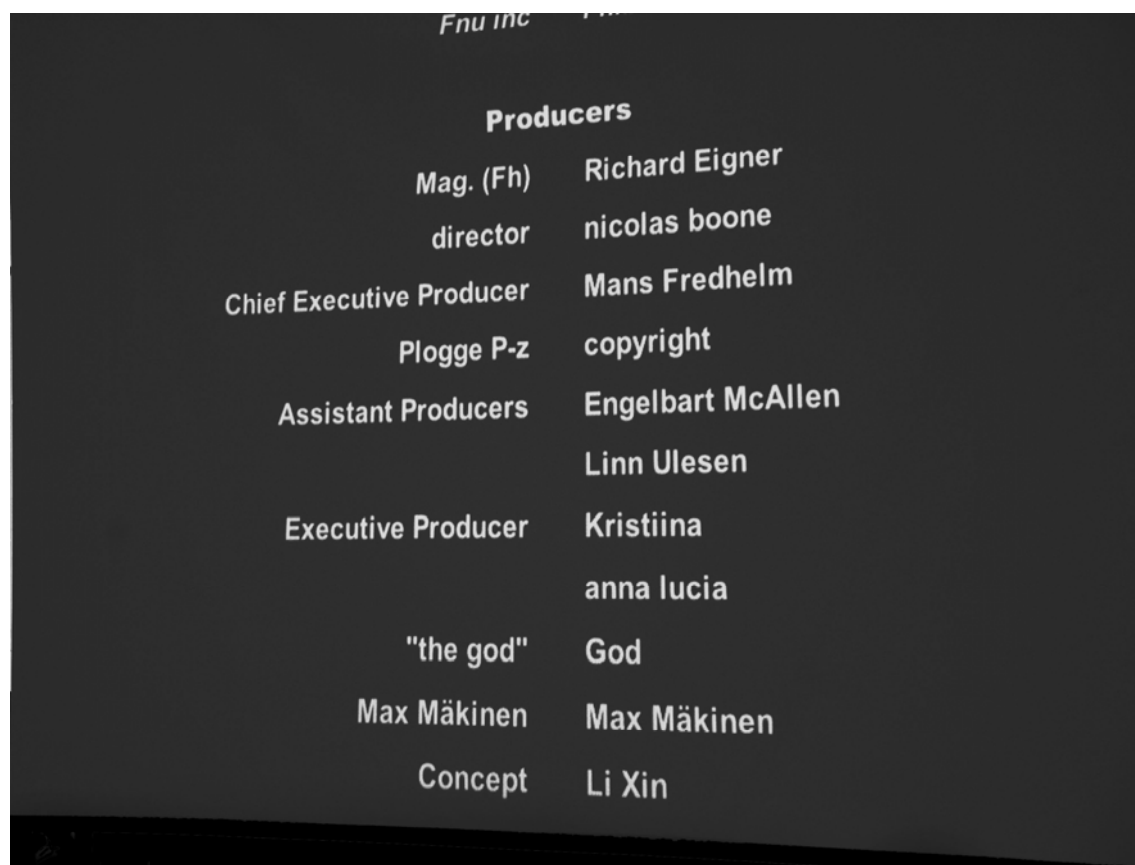 Fnu inc
Producers
Mag. (Fh) Richard Eigner
director nicolas boone
Chief Executive Producer Mans Fredhelm
Plogge P-z copyright
Assistant Producers Engelbart McAllen
Linn Ulesen
Executive Producer Kristiina
anna lucia
"the god" God
Max Mäkinen Max Mäkinen
Concept Li Xin